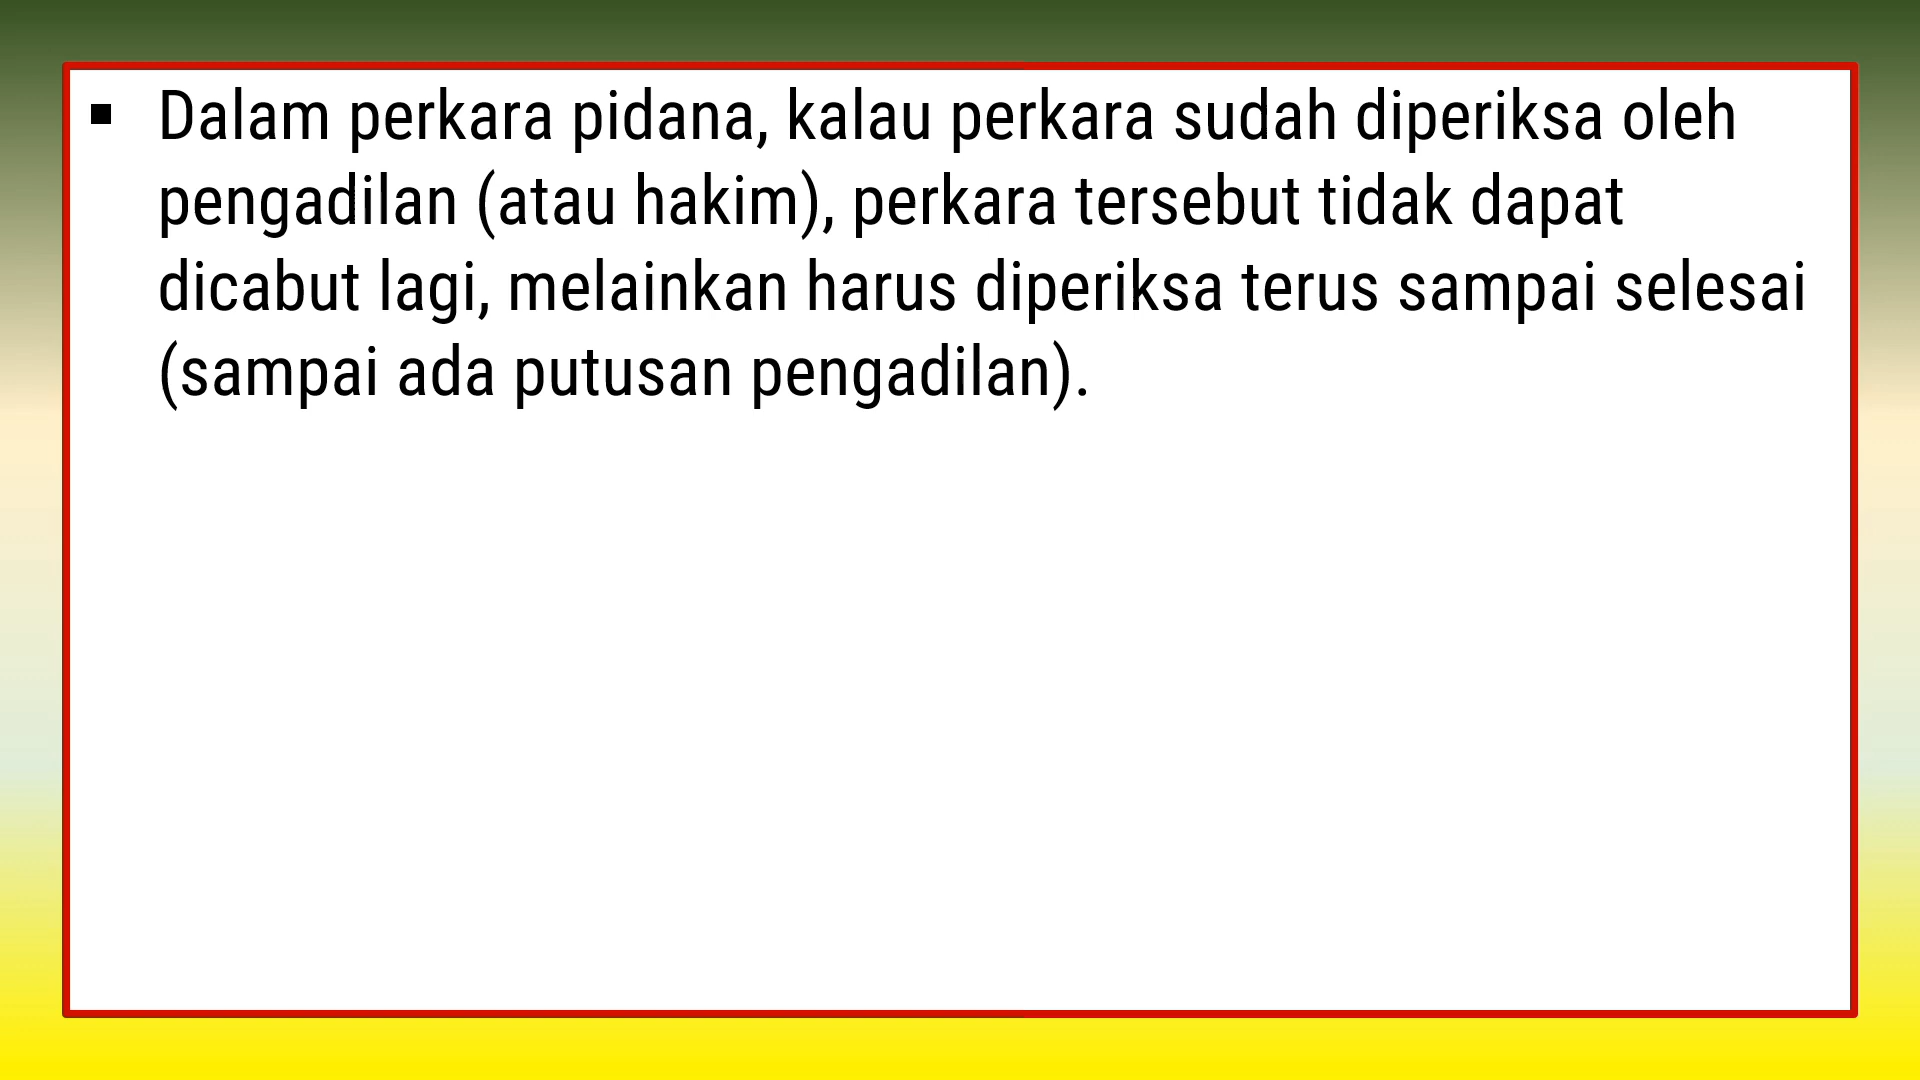 ▪ Dalam perkara pidana, kalau perkara sudah diperiksa oleh
pengadilan (atau hakim), perkara tersebut tidak dapat
dicabut lagi, melainkan harus diperiksa terus sampai selesai
(sampai ada putusan pengadilan).